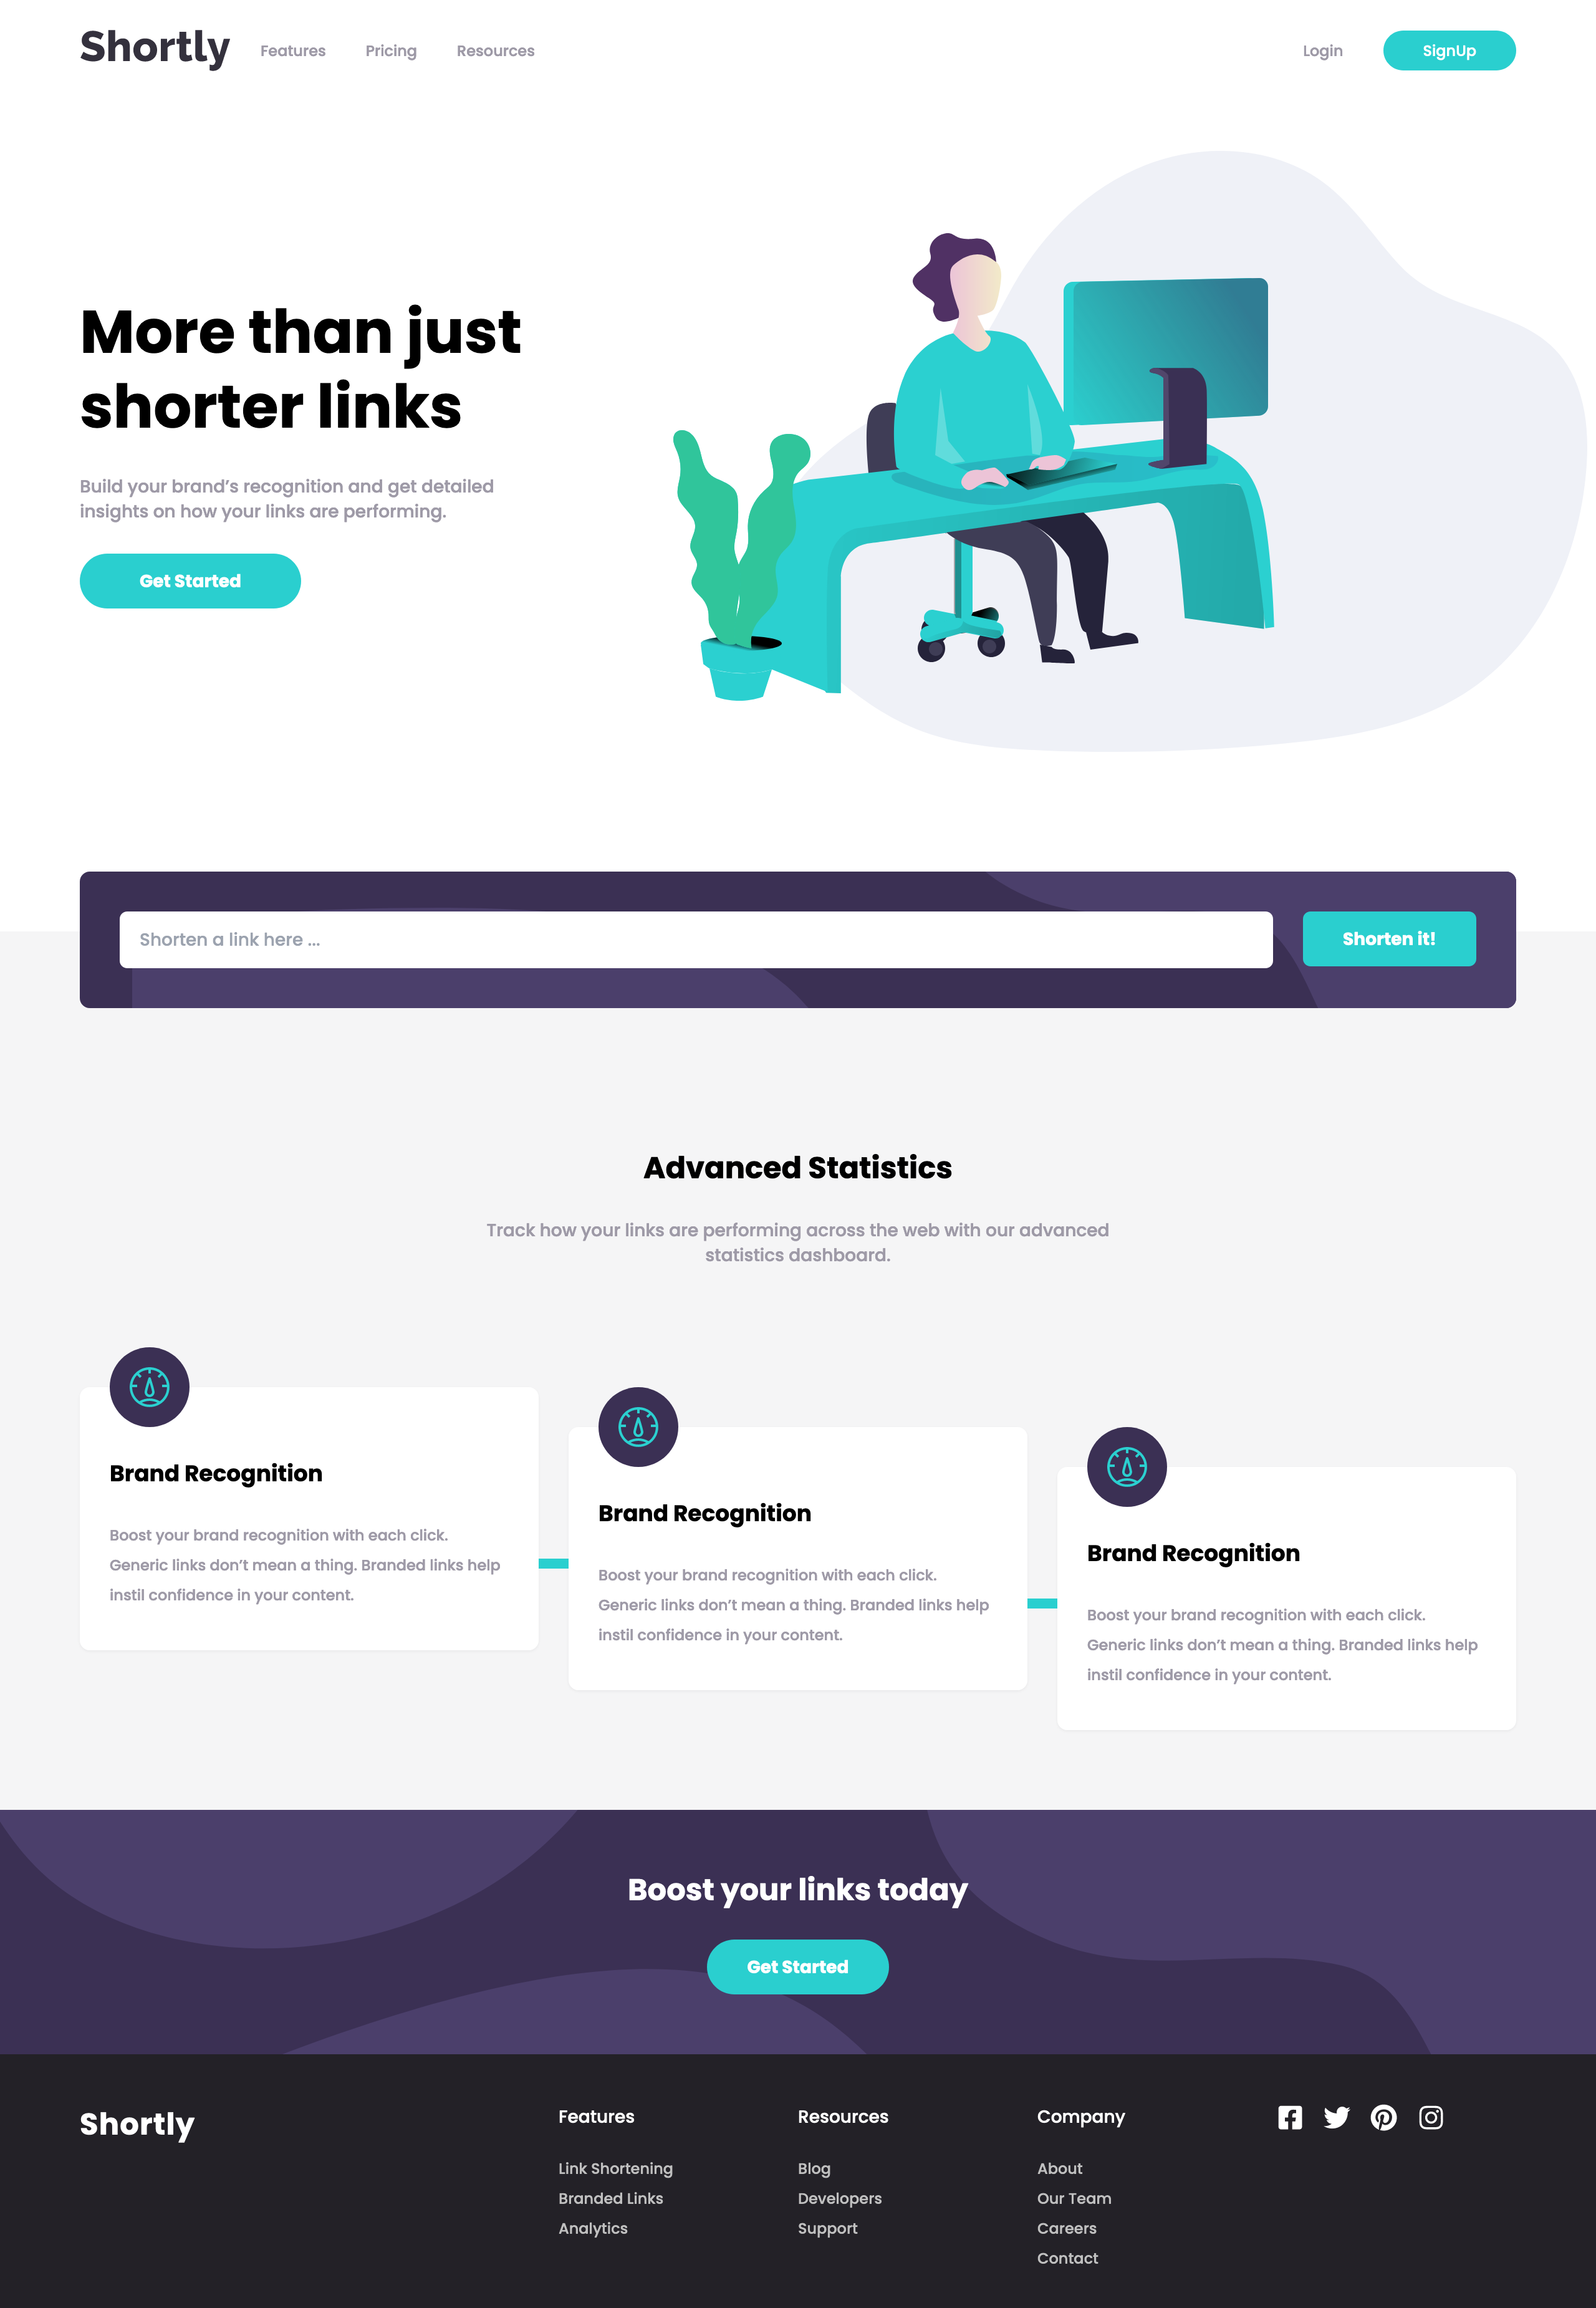 Shortly
Features
Pricing
Resources
Login
SignUp
More than just
shorter links
Build your brand’s recognition and get detailed
insights on how your links are performing.
Get Started
Shorten a link here ...
Shorten it!
Advanced Statistics
Track how your links are performing across the web with our advanced
statistics dashboard.
Brand Recognition
Boost your brand recognition with each click.
Generic links don’t mean a thing. Branded links help
instil confidence in your content.
Brand Recognition
Boost your brand recognition with each click.
Generic links don’t mean a thing. Branded links help
instil confidence in your content.
Brand Recognition
Boost your brand recognition with each click.
Generic links don’t mean a thing. Branded links help
instil confidence in your content.
Boost your links today
Get Started
Shortly
Features
Link Shortening
Branded Links
Analytics
Resources
Blog
Developers
Support
Company
About
Our Team
Careers
Contact